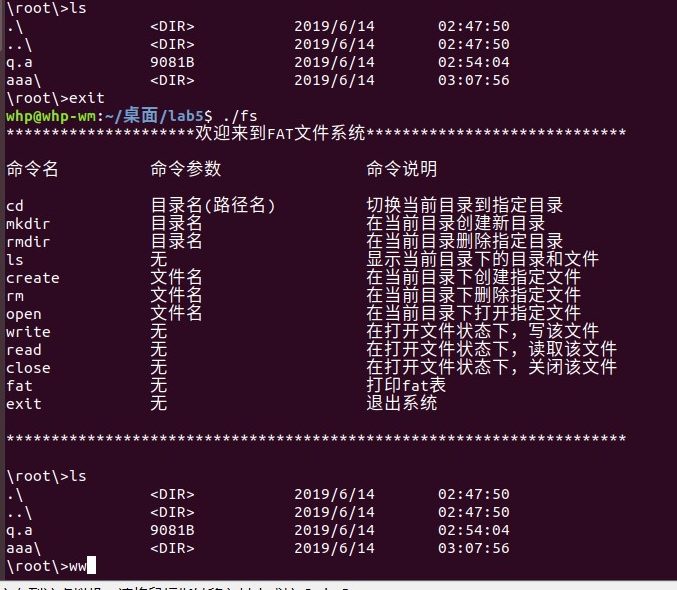 \root\>ls
.\ <DIR> 2019/6/14 02:47:50
..\ <DIR> 2019/6/14 02:47:50
q.a 9081B 2019/6/14 02:54:04
aaa\ <DIR> 2019/6/14 03:07:56
\root\>exit
whp@whp-wm:~/桌面/lab5$ ./fs
*********************欢迎来到FAT文件系统*****************************
命令名 命令参数 命令说明
cd 目录名(路径名) 切换当前目录到指定目录
mkdir 目录名 在当前目录创建新目录
rmdir 目录名 在当前目录删除指定目录
ls 无 显示当前目录下的目录和文件
create 文件名 在当前目录下创建指定文件
rm 文件名 在当前目录下删除指定文件
open 文件名 在当前目录下打开指定文件
write 无 在打开文件状态下，写该文件
read 无 在打开文件状态下，读取该文件
close 无 在打开文件状态下，关闭该文件
fat 无 打印fat表
exit 无 退出系统
*********************************************************************
\root\>ls
.\ <DIR> 2019/6/14 02:47:50
..\ <DIR> 2019/6/14 02:47:50
q.a 9081B 2019/6/14 02:54:04
aaa\ <DIR> 2019/6/14 03:07:56
\root\>ww